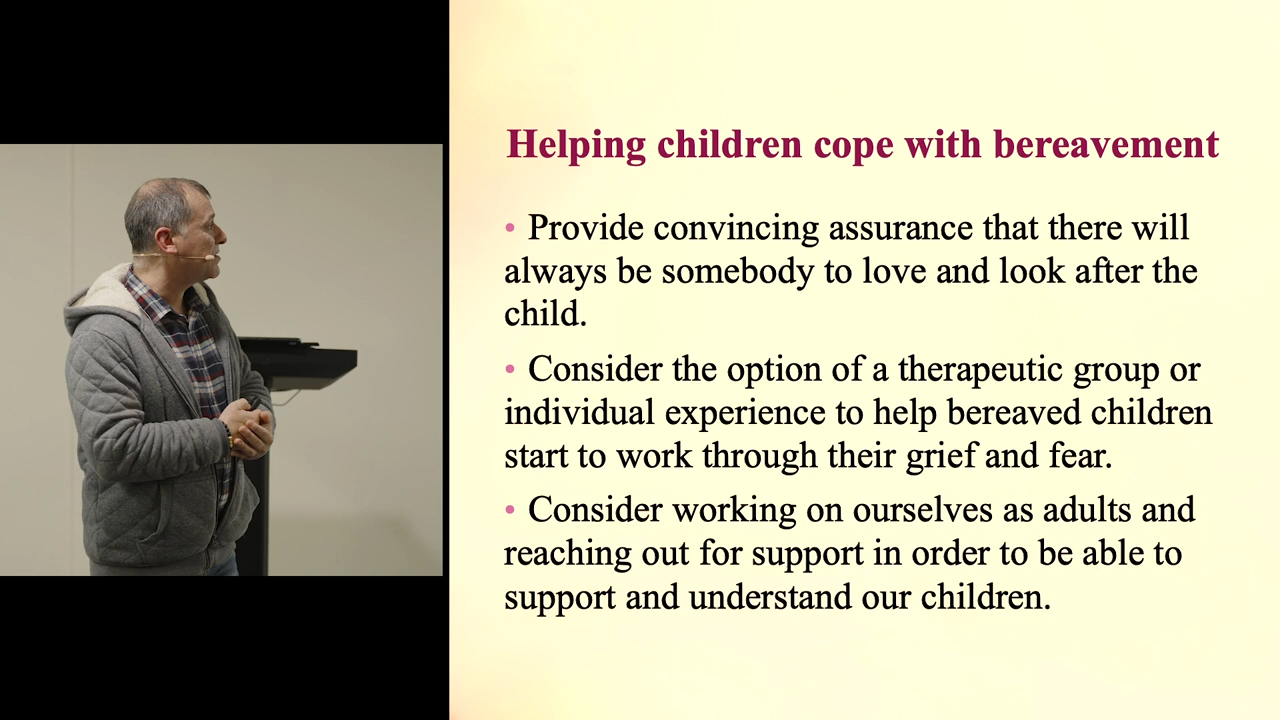 Helping children cope with bereavement
• Provide convincing assurance that there will
always be somebody to love and look after the
child.
• Consider the option of a therapeutic group or
individual experience to help bereaved children
start to work through their grief and fear.
• Consider working on ourselves as adults and
reaching out for support in order to be able to
support and understand our children.